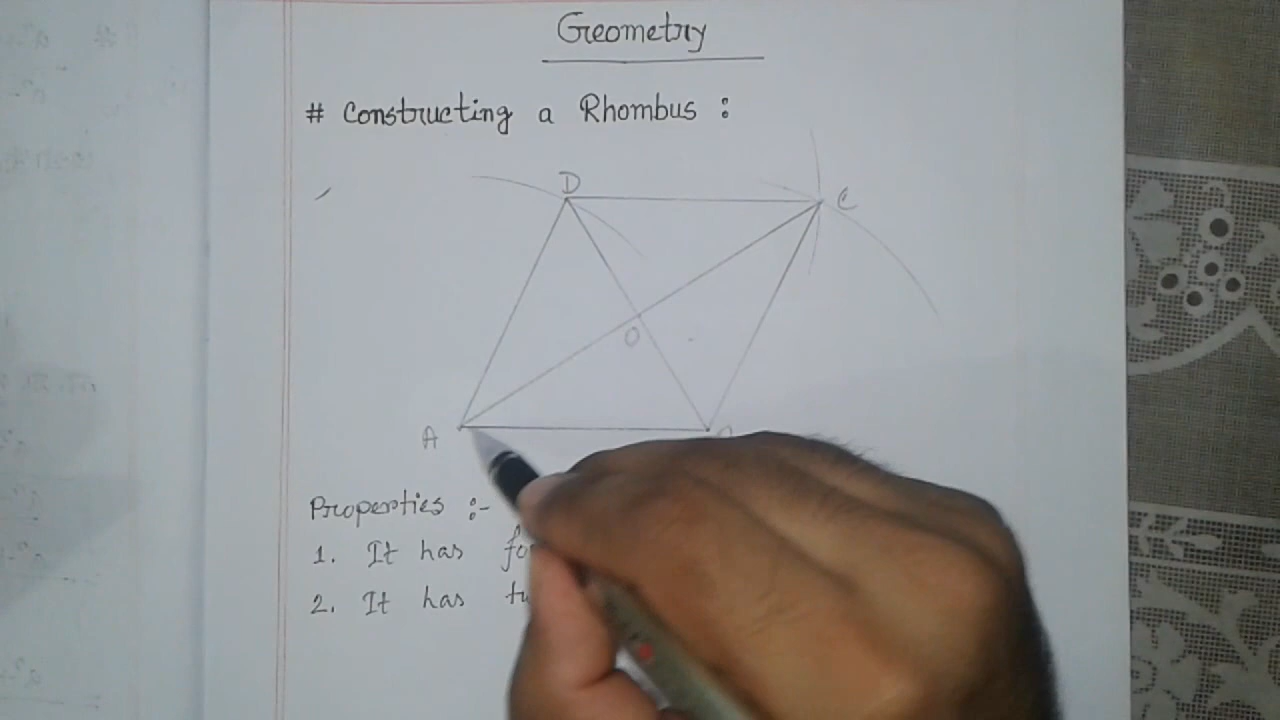 Geometry
# Constructing a Rhombus :
D
C
O
A
Properties :-
1. It has
2. It has